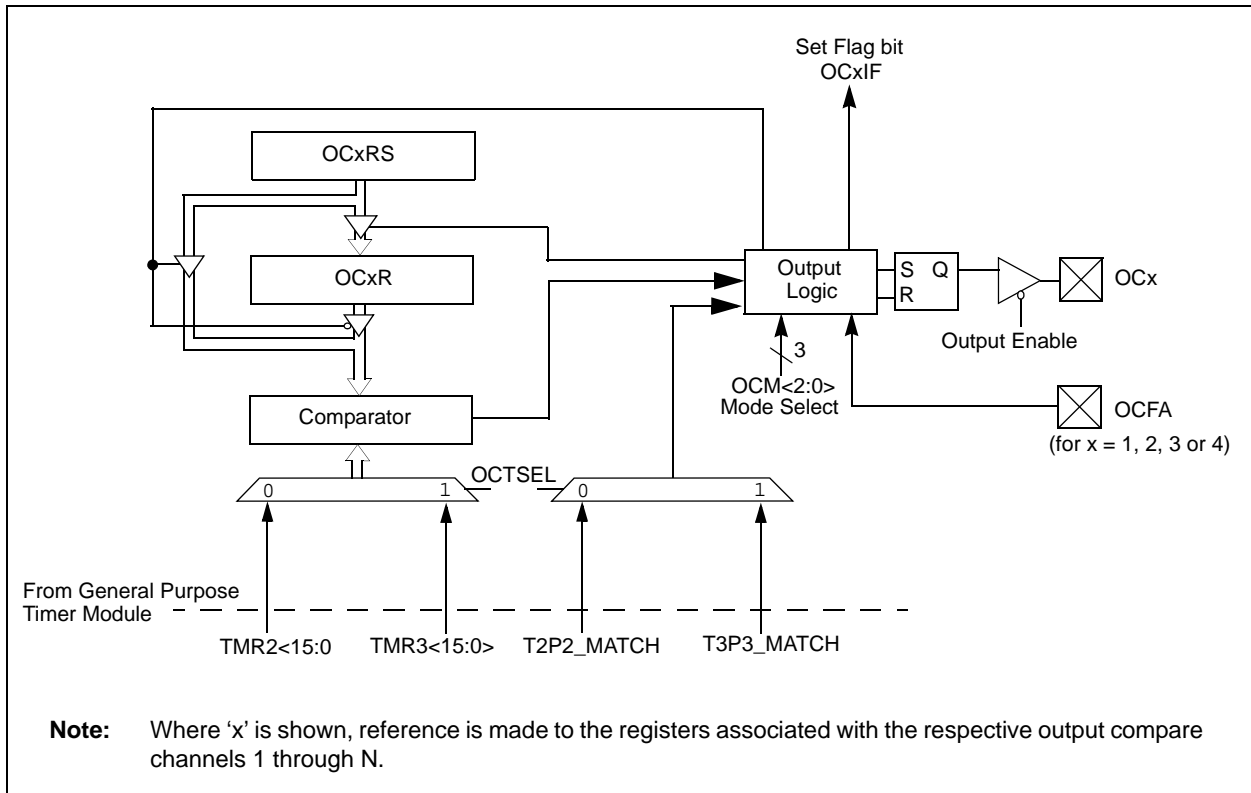 Set Flag bit
OCxIF
OCxRS
OCxR
Output
Logic
S Q
R
OCx
Output Enable
3
OCM<2:0>
Mode Select
OCFA
(for x = 1, 2, 3 or 4)
Comparator
0 1
OCTSEL
0 1
From General Purpose
Timer Module
TMR2<15:0
TMR3<15:0>
T2P2_MATCH
T3P3_MATCH
Note: Where ‘x’ is shown, reference is made to the registers associated with the respective output compare
channels 1 through N.